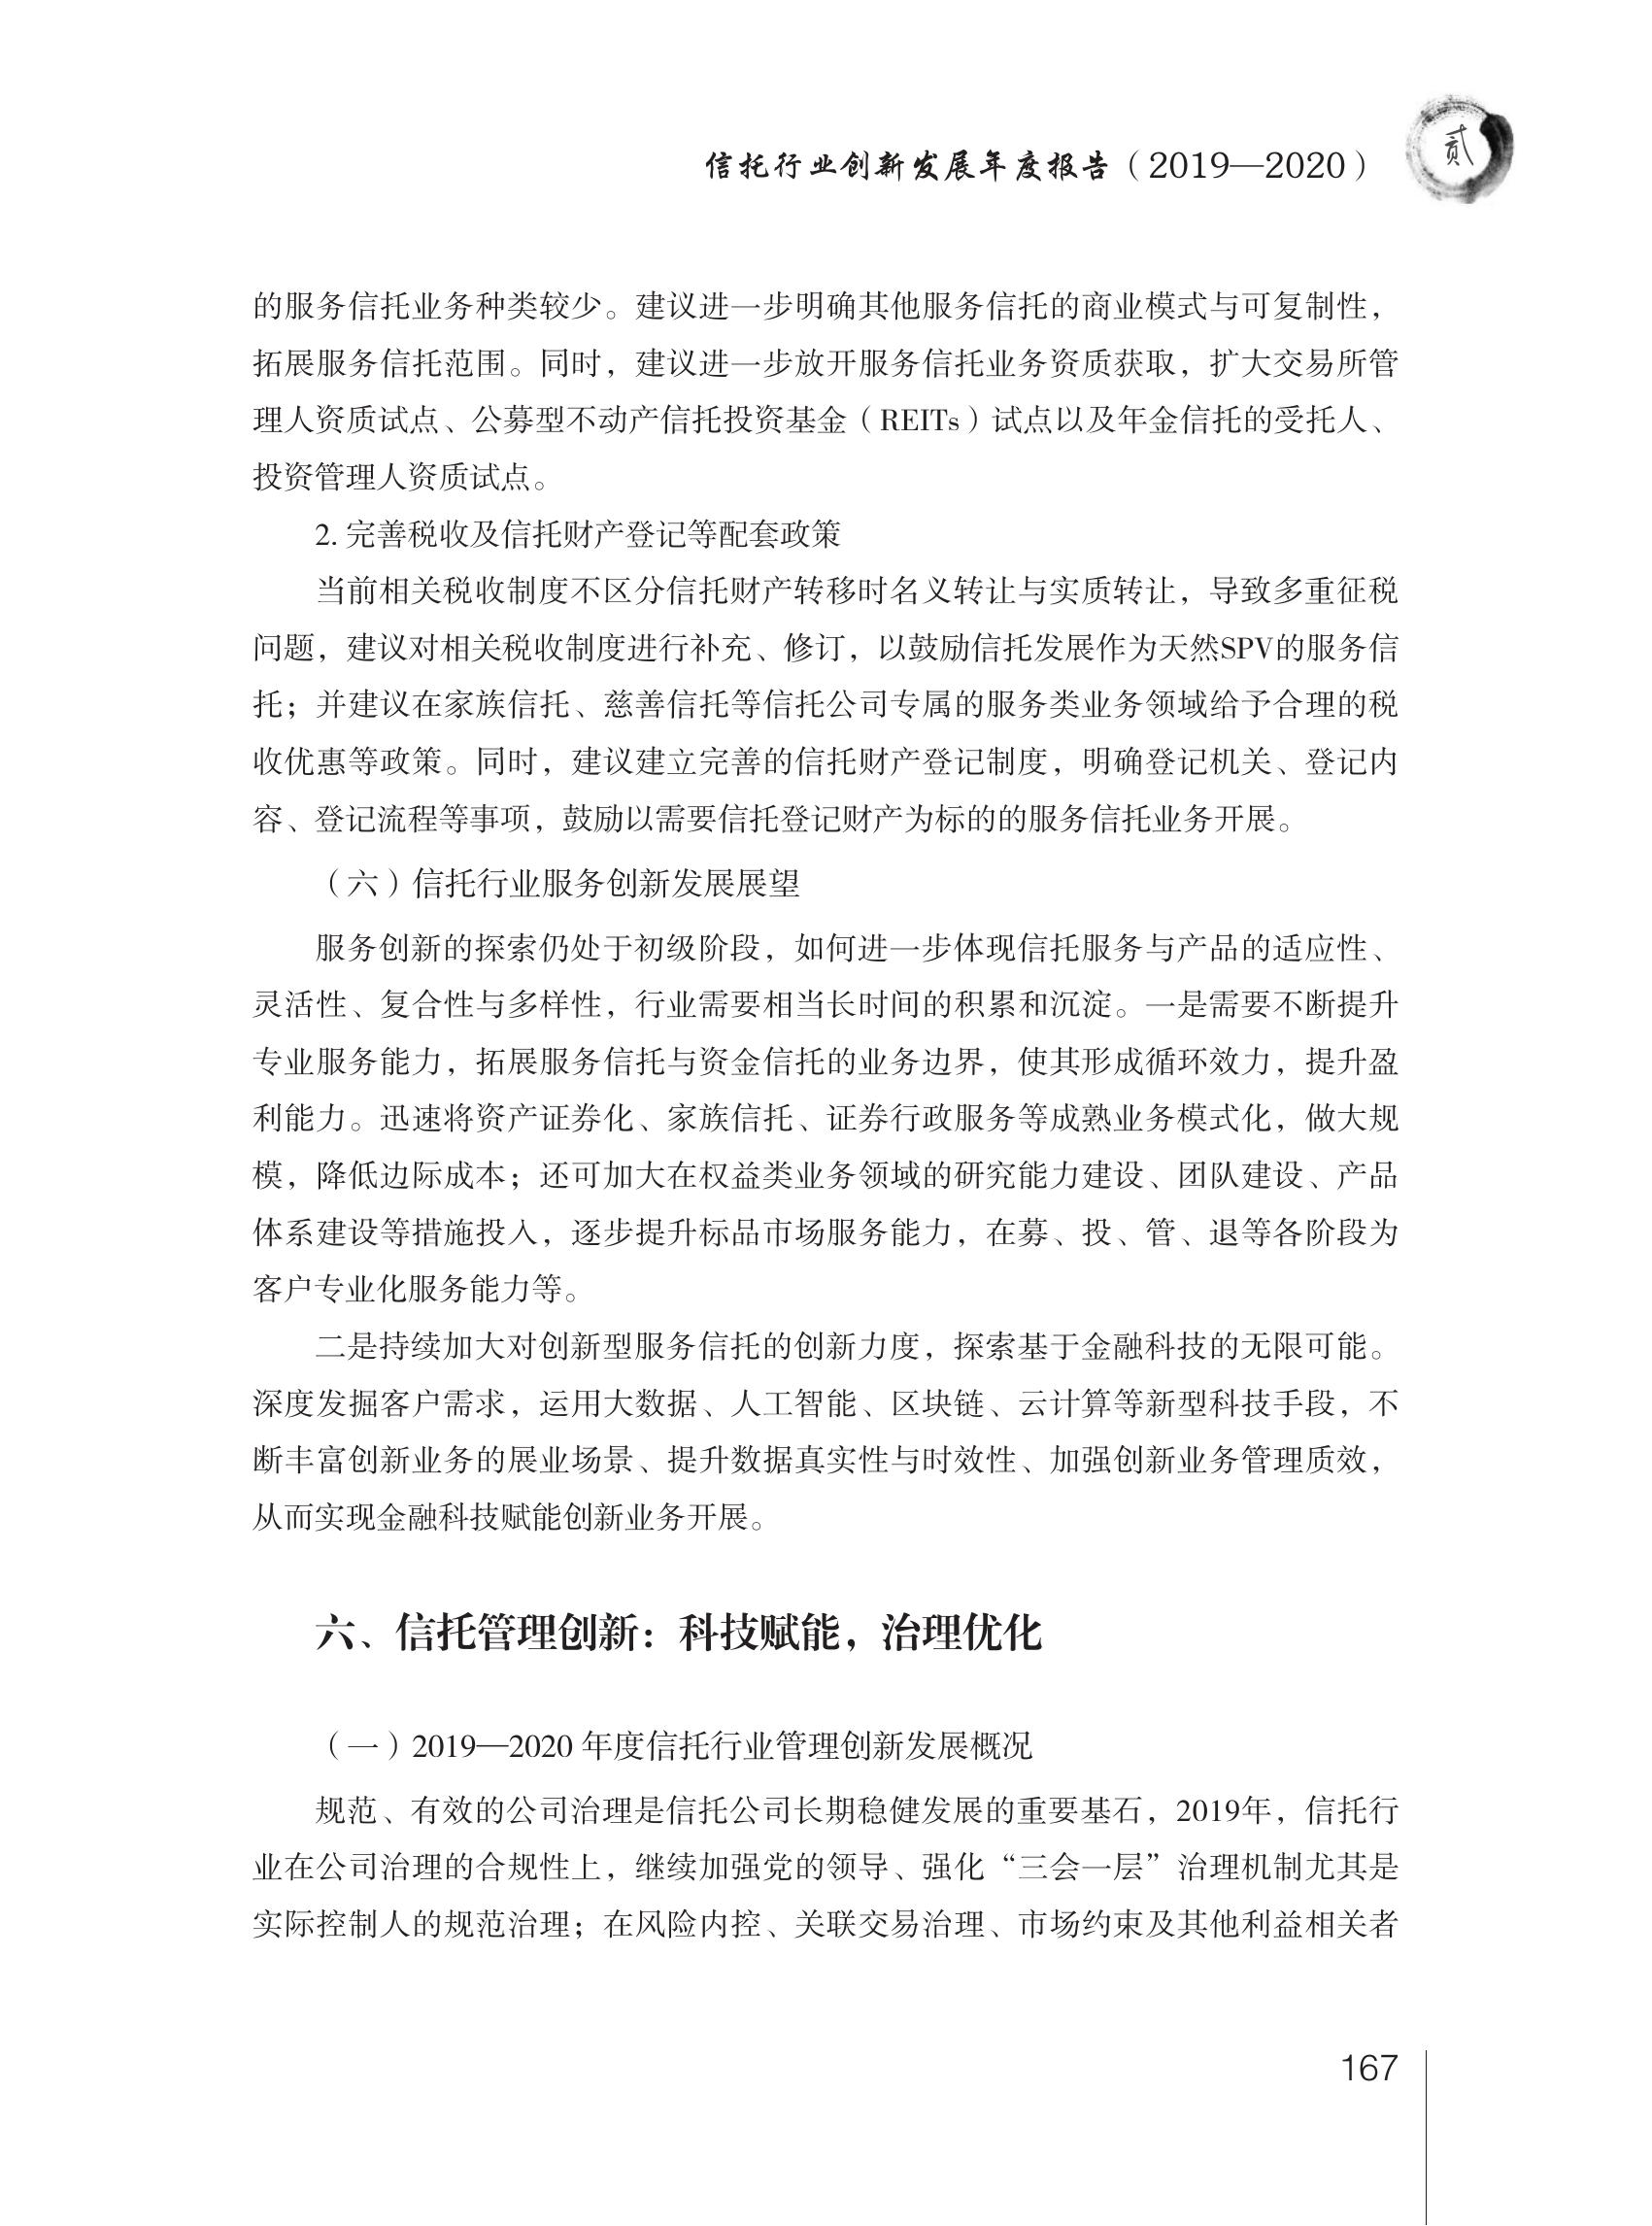 信托行业创新发展年度报告（2019—2020）
贰
的服务信托业务种类较少。建议进一步明确其他服务信托的商业模式与可复制性，
拓展服务信托范围。同时，建议进一步放开服务信托业务资质获取，扩大交易所管
理人资质试点、公募型不动产信托投资基金（REITs）试点以及年金信托的受托人、
投资管理人资质试点。
2. 完善税收及信托财产登记等配套政策
当前相关税收制度不区分信托财产转移时名义转让与实质转让，导致多重征税
问题，建议对相关税收制度进行补充、修订，以鼓励信托发展作为天然SPV的服务信
托；并建议在家族信托、慈善信托等信托公司专属的服务类业务领域给予合理的税
收优惠等政策。同时，建议建立完善的信托财产登记制度，明确登记机关、登记内
容、登记流程等事项，鼓励以需要信托登记财产为标的的服务信托业务开展。
（六）信托行业服务创新发展展望
服务创新的探索仍处于初级阶段，如何进一步体现信托服务与产品的适应性、
灵活性、复合性与多样性，行业需要相当长时间的积累和沉淀。一是需要不断提升
专业服务能力，拓展服务信托与资金信托的业务边界，使其形成循环效力，提升盈
利能力。迅速将资产证券化、家族信托、证券行政服务等成熟业务模式化，做大规
模，降低边际成本；还可加大在权益类业务领域的研究能力建设、团队建设、产品
体系建设等措施投入，逐步提升标品市场服务能力，在募、投、管、退等各阶段为
客户专业化服务能力等。
二是持续加大对创新型服务信托的创新力度，探索基于金融科技的无限可能。
深度发掘客户需求，运用大数据、人工智能、区块链、云计算等新型科技手段，不
断丰富创新业务的展业场景、提升数据真实性与时效性、加强创新业务管理质效，
从而实现金融科技赋能创新业务开展。
六、信托管理创新：科技赋能，治理优化
（一）2019—2020 年度信托行业管理创新发展概况
规范、有效的公司治理是信托公司长期稳健发展的重要基石，2019年，信托行
业在公司治理的合规性上，继续加强党的领导、强化“三会一层”治理机制尤其是
实际控制人的规范治理；在风险内控、关联交易治理、市场约束及其他利益相关者
167